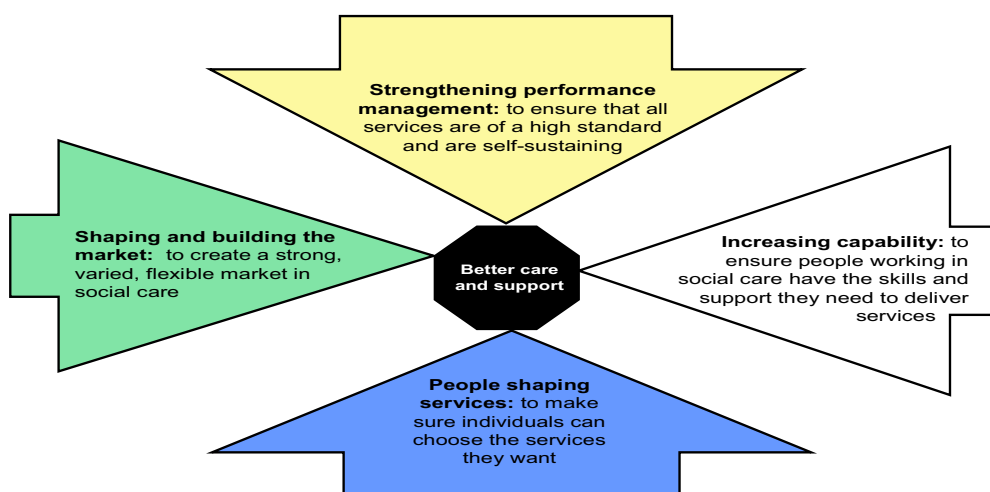 Strengthening performance
management: to ensure that all
services are of a high standard
and are self-sustaining
Shaping and building the
market:  to create a strong,
varied, flexible market in
social care
Better care
and support
Increasing capability: to
ensure people working in
social care have the skills and
support they need to deliver
services
People shaping
services: to make
sure individuals can
choose the services
they want